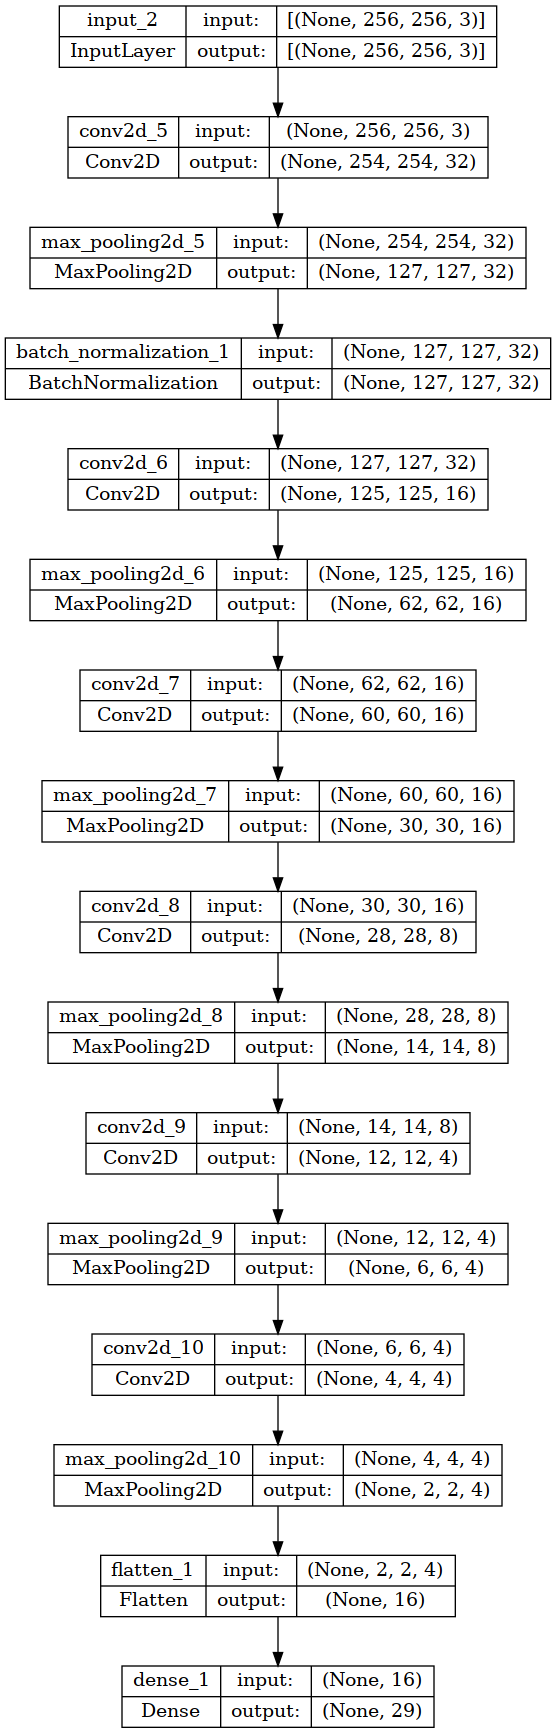 input_2 input: [(None, 256, 256, 3)]
InputLayer output: [(None, 256, 256, 3)]
conv2d_5 input: (None, 256, 256, 3)
Conv2D output: (None, 254, 254, 32)
max_pooling2d_5 input: (None, 254, 254, 32)
MaxPooling2D output: (None, 127, 127, 32)
batch_normalization_1 input: (None, 127, 127, 32)
BatchNormalization output: (None, 127, 127, 32)
conv2d_6 input: (None, 127, 127, 32)
Conv2D output: (None, 125, 125, 16)
max_pooling2d_6 input: (None, 125, 125, 16)
MaxPooling2D output: (None, 62, 62, 16)
conv2d_7 input: (None, 62, 62, 16)
Conv2D output: (None, 60, 60, 16)
max_pooling2d_7 input: (None, 60, 60, 16)
MaxPooling2D output: (None, 30, 30, 16)
conv2d_8 input: (None, 30, 30, 16)
Conv2D output: (None, 28, 28, 8)
max_pooling2d_8 input: (None, 28, 28, 8)
MaxPooling2D output: (None, 14, 14, 8)
conv2d_9 input: (None, 14, 14, 8)
Conv2D output: (None, 12, 12, 4)
max_pooling2d_9 input: (None, 12, 12, 4)
MaxPooling2D output: (None, 6, 6, 4)
conv2d_10 input: (None, 6, 6, 4)
Conv2D output: (None, 4, 4, 4)
max_pooling2d_10 input: (None, 4, 4, 4)
MaxPooling2D output: (None, 2, 2, 4)
flatten_1 input: (None, 2, 2, 4)
Flatten output: (None, 16)
dense_1 input: (None, 16)
Dense output: (None, 29)